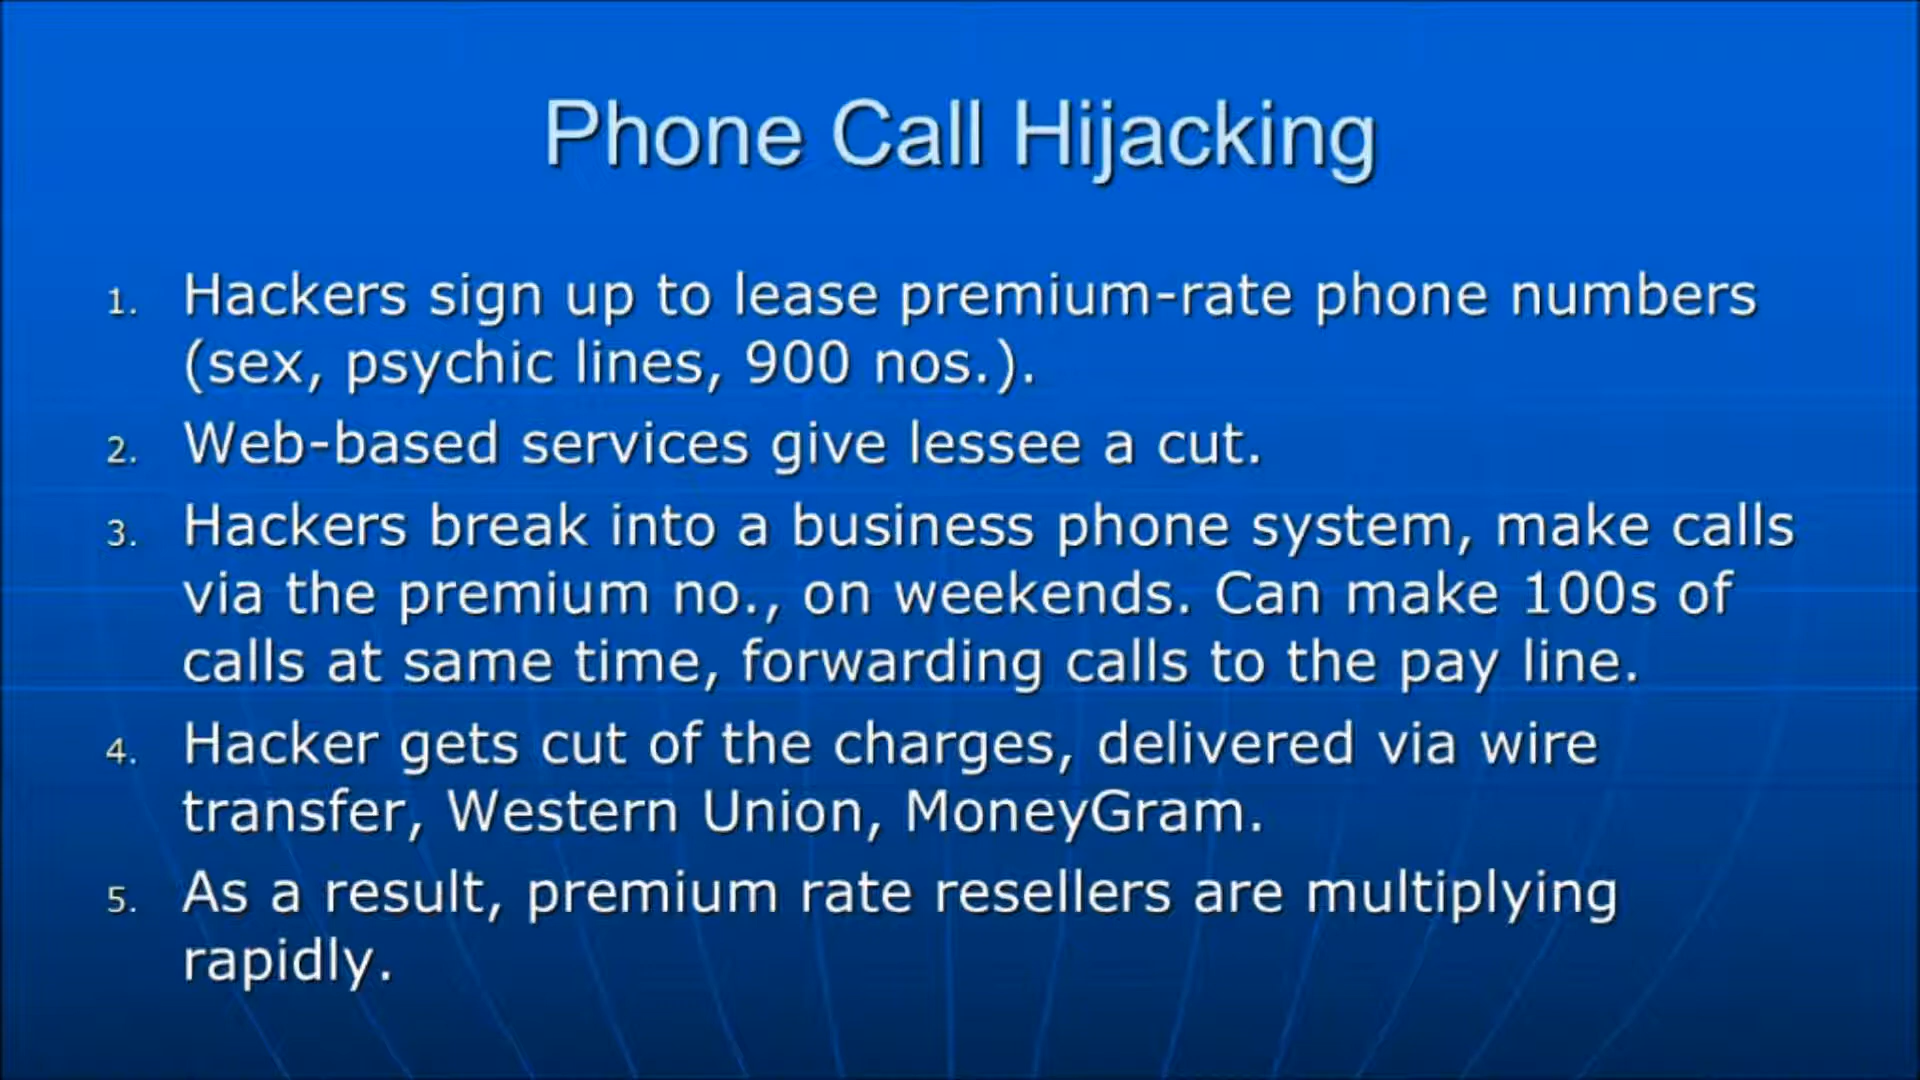 Phone Call Hijacking
1. Hackers sign up to lease premium-rate phone numbers
(sex, psychic lines, 900 nos.).
2. Web-based services give lessee a cut.
3. Hackers break into a business phone system, make calls
via the premium no., on weekends. Can make 100s of
calls at same time, forwarding calls to the pay line.
4. Hacker gets cut of the charges, delivered via wire
transfer, Western Union, MoneyGram.
5. As a result, premium rate resellers are multiplying
rapidly.